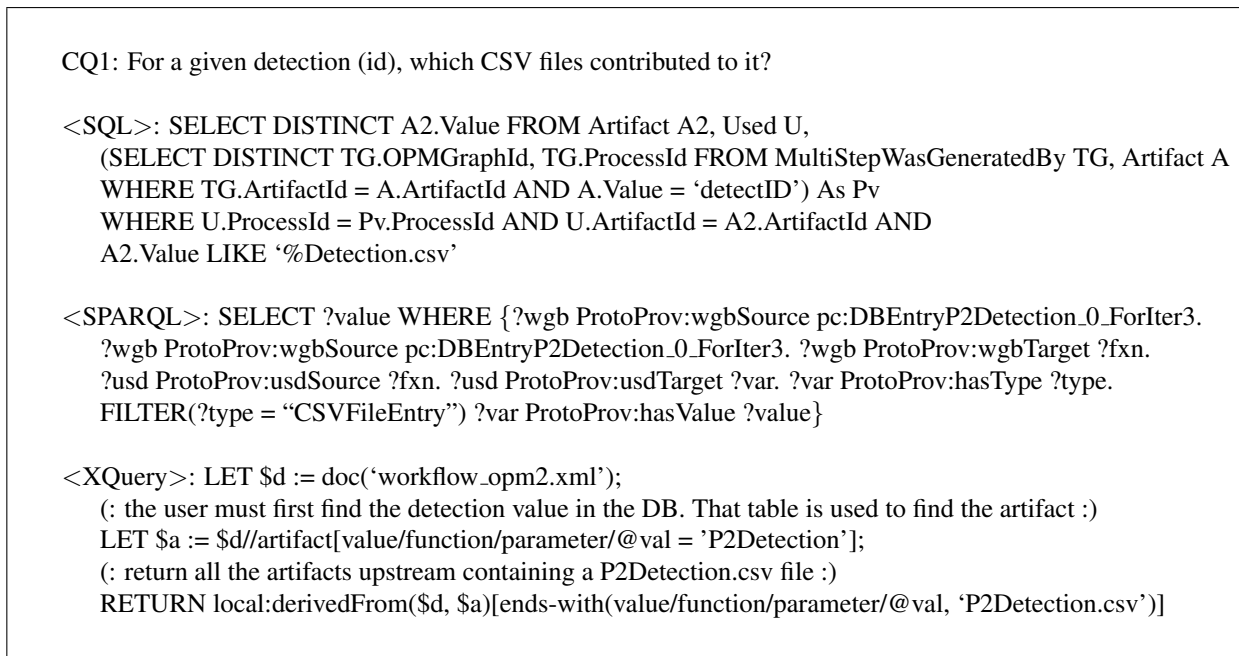 CQ1: For a given detection (id), which CSV files contributed to it?
<SQL>: SELECT DISTINCT A2.Value FROM Artifact A2, Used U,
(SELECT DISTINCT TG.OPMGraphId, TG.ProcessId FROM MultiStepWasGeneratedBy TG, Artifact A
WHERE TG.ArtifactId = A.ArtifactId AND A.Value = ‘detectID’) As Pv
WHERE U.ProcessId = Pv.ProcessId AND U.ArtifactId = A2.ArtifactId AND
A2.Value LIKE ‘%Detection.csv’
<SPARQL>: SELECT ?value WHERE {?wgb ProtoProv:wgbSource pc:DBEntryP2Detection_0_ForIter3.
?wgb ProtoProv:wgbSource pc:DBEntryP2Detection_0_ForIter3. ?wgb ProtoProv:wgbTarget ?fxn.
?usd ProtoProv:usdSource ?fxn. ?usd ProtoProv:usdTarget ?var. ?var ProtoProv:hasType ?type.
FILTER(?type = “CSVFileEntry”) ?var ProtoProv:hasValue ?value}
<XQuery>: LET $d := doc(‘workflow_opm2.xml’);
(: the user must first find the detection value in the DB. That table is used to find the artifact :)
LET $a := $d//artifact[value/function/parameter/@val = 'P2Detection'];
(: return all the artifacts upstream containing a P2Detection.csv file :)
RETURN local:derivedFrom($d, $a)[ends-with(value/function/parameter/@val, ‘P2Detection.csv’)]